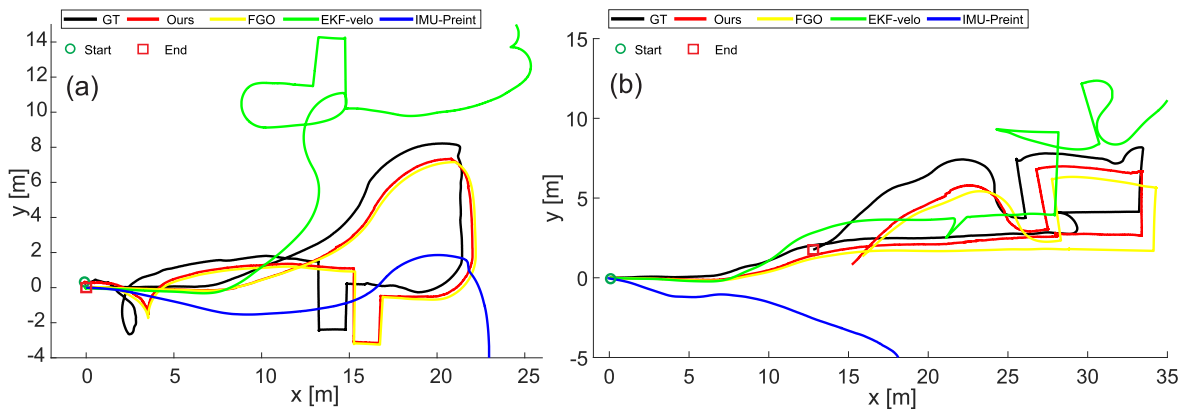 GT Ours FGO EKF-velo IMU-Preint
Start End
(a)
14
12
10
8
6
4
2
0
-2
-4
y [m]
0 5 10 15 20 25
x [m]
GT Ours FGO EKF-velo IMU-Preint
Start End
(b)
15
10
5
0
-5
y [m]
0 5 10 15 20 25 30 35
x [m]